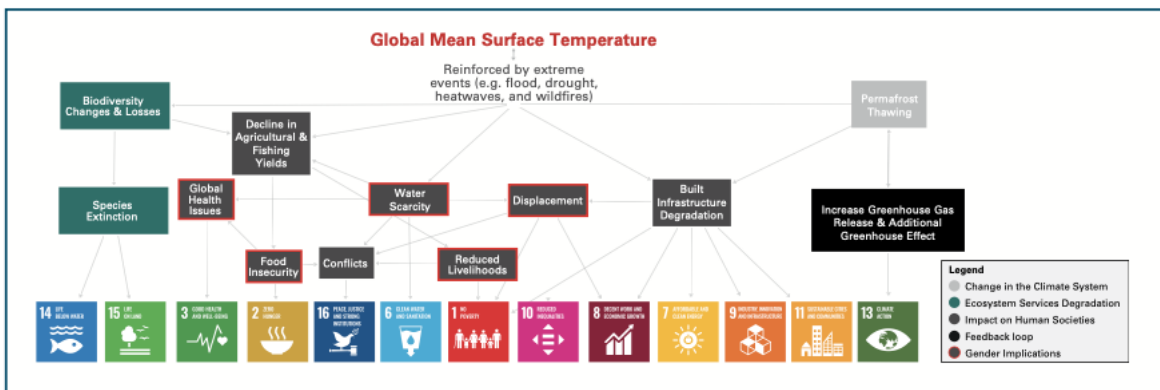 Global Mean Surface Temperature
Reinforced by extreme
events (e.g. flood, drought,
heatwaves, and wildfires)
Biodiversity
Changes & Losses
Permafrost
Thawing
Decline in
Agricultural &
Fishing
Yields
Species
Extinction
Global
Health
Issues
Water
Scarcity
Displacement
Built
Infrastructure
Degradation
Increase Greenhouse Gas
Release & Additional
Greenhouse Effect
Food
Insecurity
Conflicts
Reduced
Livelihoods
Legend
Change in the Climate System
Ecosystem Services Degradation
Impact on Human Societies
Feedback loop
Gender Implications
14 LIFE
BELOW WATER
15 LIFE
ON LAND
3 GOOD HEALTH
AND WELL-BEING
2 ZERO
HUNGER
16 PEACE, JUSTICE
AND STRONG
INSTITUTIONS
6 CLEAN WATER
AND SANITATION
1 NO
POVERTY
10 REDUCED
INEQUALITIES
8 DECENT WORK AND
ECONOMIC GROWTH
7 AFFORDABLE AND
CLEAN ENERGY
9 INDUSTRY, INNOVATION
AND INFRASTRUCTURE
11 SUSTAINABLE CITIES
AND COMMUNITIES
13 CLIMATE
ACTION